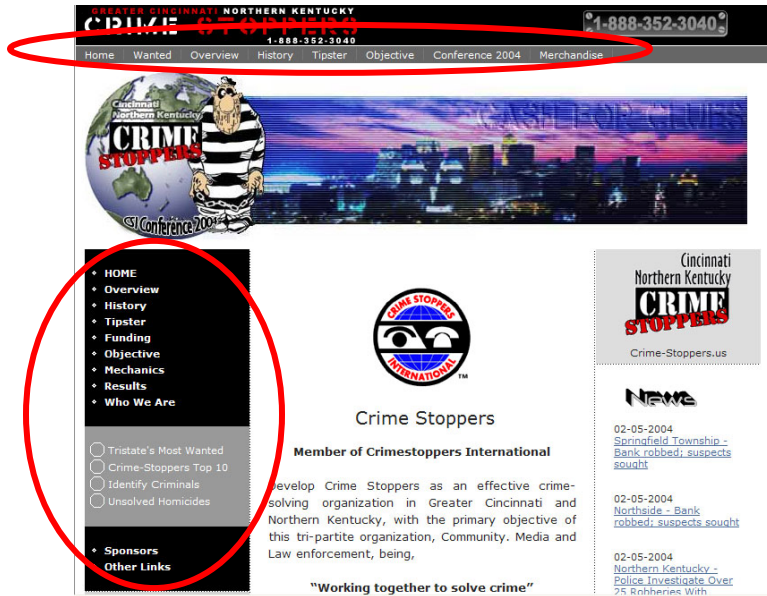 GREATER CINCINNATI NORTHERN KENTUCKY
CRIME STOPPERS
1-888-352-3040
1-888-352-3040
Home Wanted Overview History Tipster Objective Conference 2004 Merchandise
Cincinnati
Northern Kentucky
CRIME
STOPPERS
CSI Conference 2004
CASH FOR CLUES
HOME
Overview
History
Tipster
Funding
Objective
Mechanics
Results
Who We Are
Tristate's Most Wanted
Crime-Stoppers Top 10
Identify Criminals
Unsolved Homicides
Sponsors
Other Links
CRIME STOPPERS
INTERNATIONAL
TM
Crime Stoppers
Member of Crimestoppers International
Develop Crime Stoppers as an effective crime-
solving organization in Greater Cincinnati and
Northern Kentucky, with the primary objective of
this tri-partite organization, Community. Media and
Law enforcement, being,
“Working together to solve crime”
Cincinnati
Northern Kentucky
CRIME
STOPPERS
Crime-Stoppers.us
News
02-05-2004
Springfield Township -
Bank robbed; suspects
sought
02-05-2004
Northside - Bank
robbed; suspects sought
02-05-2004
Northern Kentucky -
Police Investigate Over
25 Robberies With